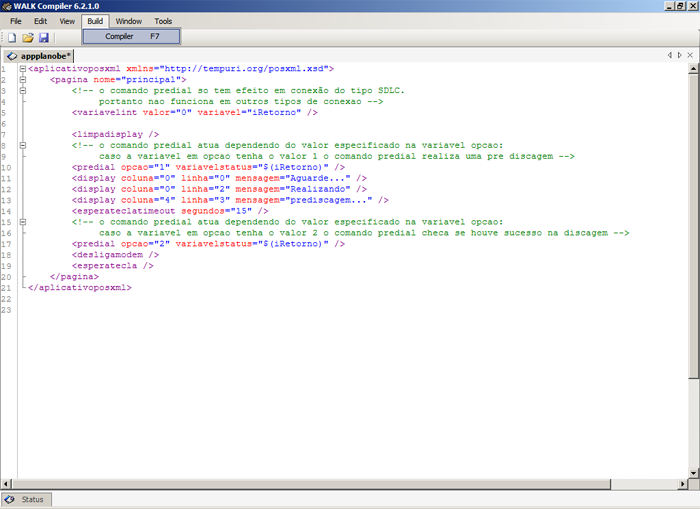 WALK Compiler 6.2.1.0
File Edit View Build Window Tools
Compiler F7
appplanobe*
1 <aplicativoposxml xmlns="http://tempuri.org/posxml.xsd">
2 <pagina nome="principal">
3 <!-- o comando predial so tem efeito em conexão do tipo SDLC.
4 portanto nao funciona em outros tipos de conexao -->
5 <variavelint valor="0" variavel="iRetorno" />
6
7 <limpadisplay />
8 <!-- o comando predial atua dependendo do valor especificado na variavel opcao:
9 caso a variavel em opcao tenha o valor 1 o comando predial realiza uma pre discagem -->
10 <predial opcao="1" variavelstatus="$(iRetorno)" />
11 <display coluna="0" linha="0" mensagem="Aguarde..." />
12 <display coluna="0" linha="2" mensagem="Realizando" />
13 <display coluna="4" linha="3" mensagem="prediscagem..." />
14 <esperateclatimeout segundos="15" />
15 <!-- o comando predial atua dependendo do valor especificado na variavel opcao:
16 caso a variavel em opcao tenha o valor 2 o comando predial checa se houve sucesso na discagem -->
17 <predial opcao="2" variavelstatus="$(iRetorno)" />
18 <desligamodem />
19 <esperatecla />
20 </pagina>
21 </aplicativoposxml>
22
23
Status